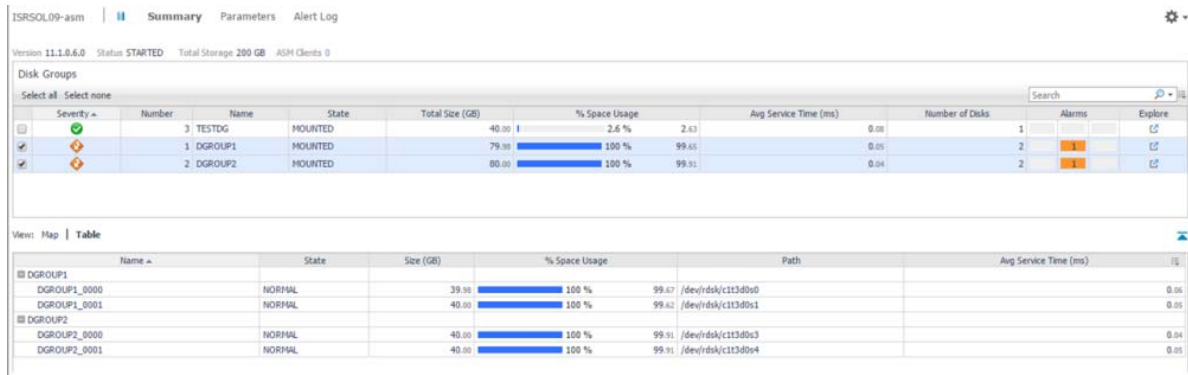 ISRSOL09-asm Summary Parameters Alert Log
Version 11.1.0.6.0 Status STARTED Total Storage 200 GB ASM Clients 0
Disk Groups
Select all Select none Search
Severity Number Name State Total Size (GB) % Space Usage Avg Service Time (ms) Number of Disks Alarms Explore
3 TESTDG MOUNTED 40.00 2.6 % 2.63 0.08 1
1 DGROUP1 MOUNTED 79.98 100 % 99.65 0.05 2 1
2 DGROUP2 MOUNTED 80.00 100 % 99.91 0.04 2 1
View: Map | Table
Name State Size (GB) % Space Usage Path Avg Service Time (ms)
DGROUP1
DGROUP1_0000 NORMAL 39.98 100 % 99.67 /dev/rdsk/c1t3d0s0 0.06
DGROUP1_0001 NORMAL 40.00 100 % 99.62 /dev/rdsk/c1t3d0s1 0.05
DGROUP2
DGROUP2_0000 NORMAL 40.00 100 % 99.91 /dev/rdsk/c1t3d0s3 0.04
DGROUP2_0001 NORMAL 40.00 100 % 99.91 /dev/rdsk/c1t3d0s4 0.05